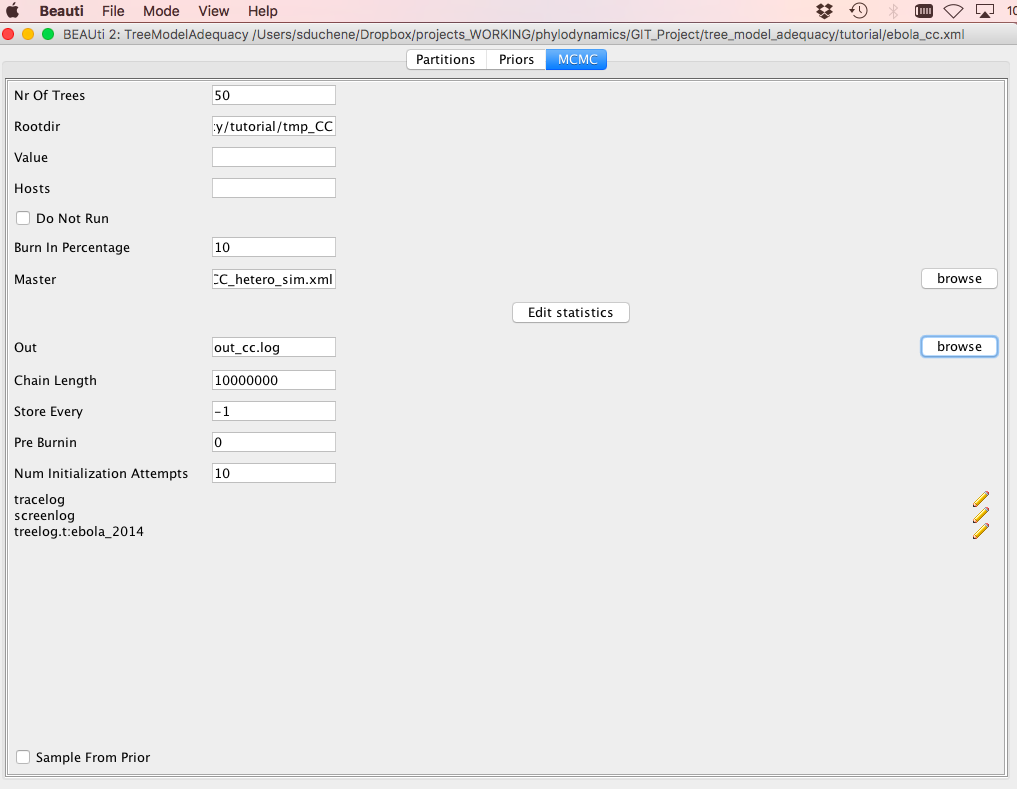 Beauti File Mode View Help 10
BEAUti 2: TreeModelAdequacy /Users/sduchene/Dropbox/projects_WORKING/phylodynamics/GIT_Project/tree_model_adequacy/tutorial/ebola_cc.xml
Partitions Priors MCMC
Nr Of Trees 50
Rootdir :y/tutorial/tmp_CC
Value
Hosts
Do Not Run
Burn In Percentage 10
Master CC_hetero_sim.xml browse
Edit statistics
Out out_cc.log browse
Chain Length 10000000
Store Every -1
Pre Burnin 0
Num Initialization Attempts 10
tracelog
screenlog
treelog.t:ebola_2014
Sample From Prior